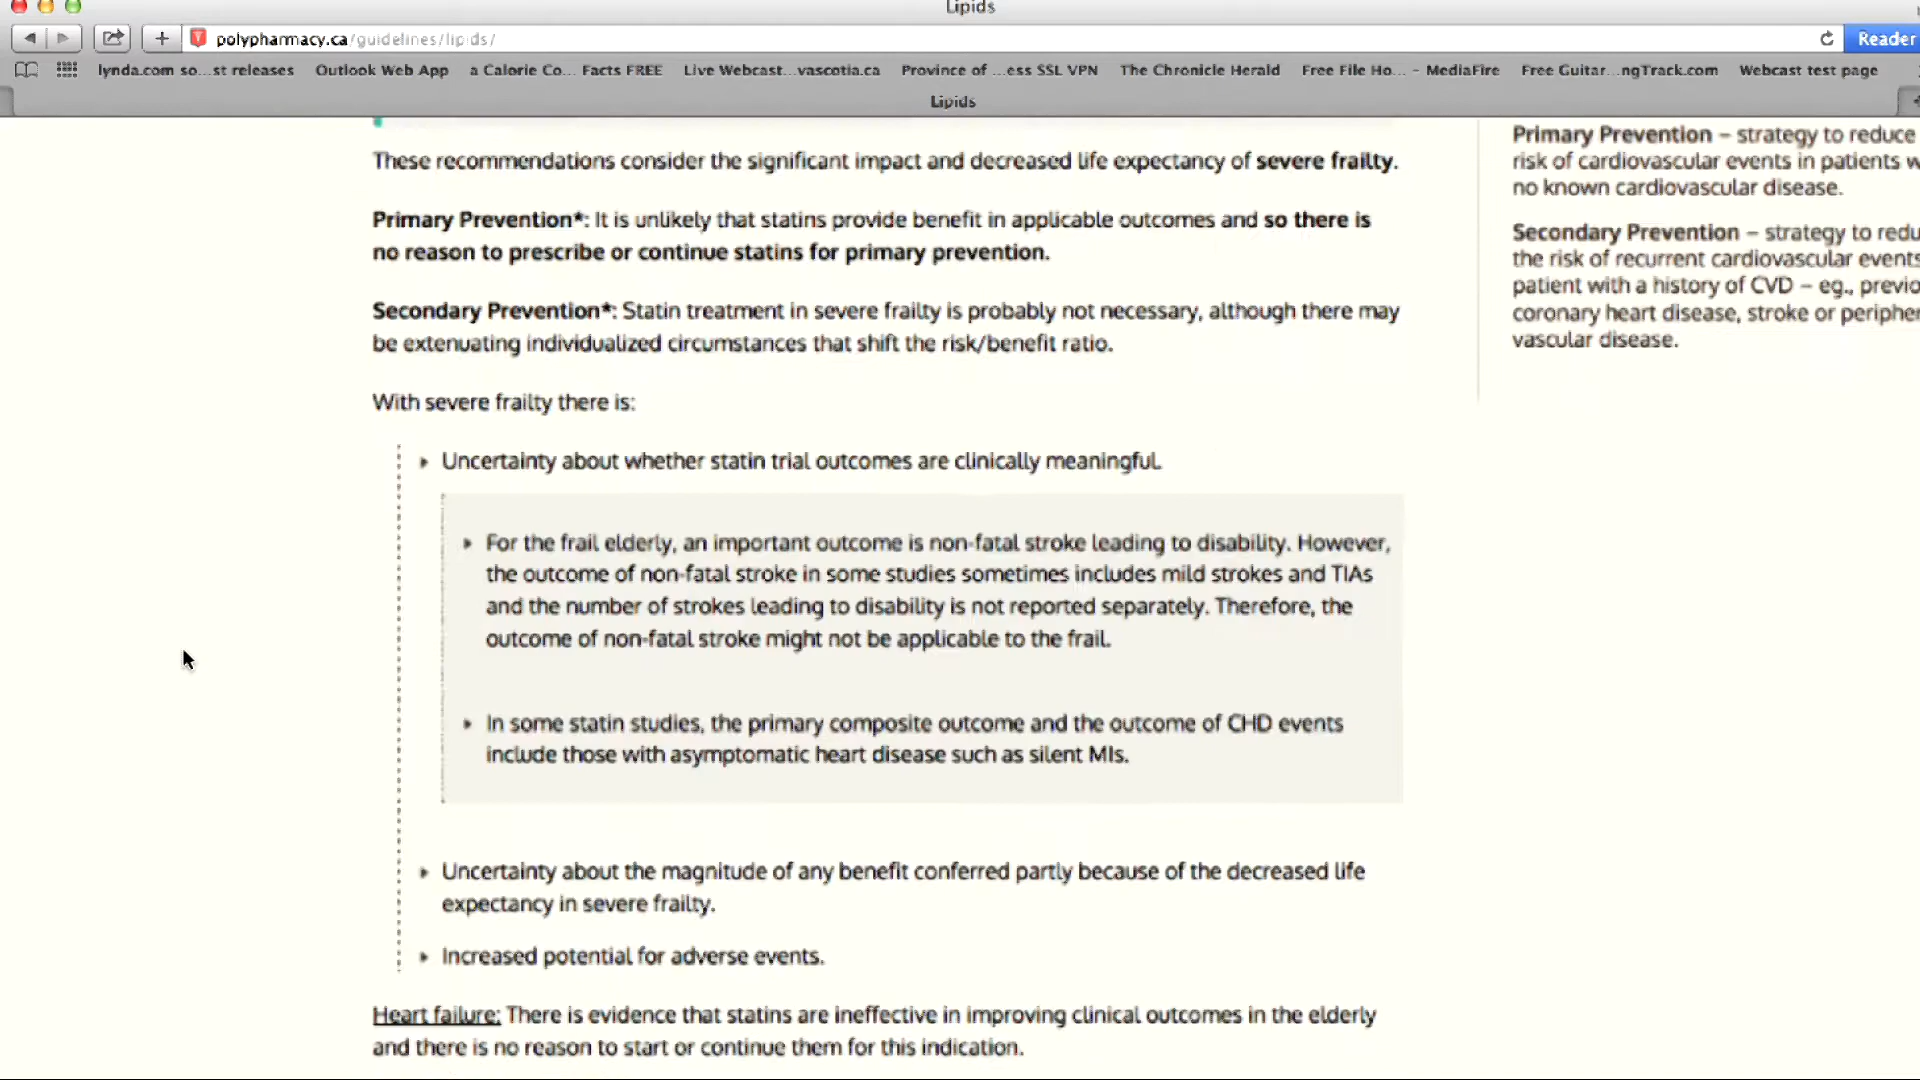 Lipids
polypharmacy.ca/guidelines/lipids/
Reader
lynda.com so...st releases Outlook Web App a Calorie Co... Facts FREE Live Webcast...vascotia.ca Province of ...ess SSL VPN The Chronicle Herald Free File Ho... - MediaFire Free Guitar...ngTrack.com Webcast test page
Lipids
These recommendations consider the significant impact and decreased life expectancy of severe frailty.
Primary Prevention*: It is unlikely that statins provide benefit in applicable outcomes and so there is
no reason to prescribe or continue statins for primary prevention.
Secondary Prevention*: Statin treatment in severe frailty is probably not necessary, although there may
be extenuating individualized circumstances that shift the risk/benefit ratio.
With severe frailty there is:
Uncertainty about whether statin trial outcomes are clinically meaningful.
For the frail elderly, an important outcome is non-fatal stroke leading to disability. However,
the outcome of non-fatal stroke in some studies sometimes includes mild strokes and TIAs
and the number of strokes leading to disability is not reported separately. Therefore, the
outcome of non-fatal stroke might not be applicable to the frail.
In some statin studies, the primary composite outcome and the outcome of CHD events
include those with asymptomatic heart disease such as silent MIs.
Uncertainty about the magnitude of any benefit conferred partly because of the decreased life
expectancy in severe frailty.
Increased potential for adverse events.
Heart failure: There is evidence that statins are ineffective in improving clinical outcomes in the elderly
and there is no reason to start or continue them for this indication.
Primary Prevention – strategy to reduce
risk of cardiovascular events in patients w
no known cardiovascular disease.
Secondary Prevention – strategy to redu
the risk of recurrent cardiovascular events
patient with a history of CVD – eg., previo
coronary heart disease, stroke or peripher
vascular disease.